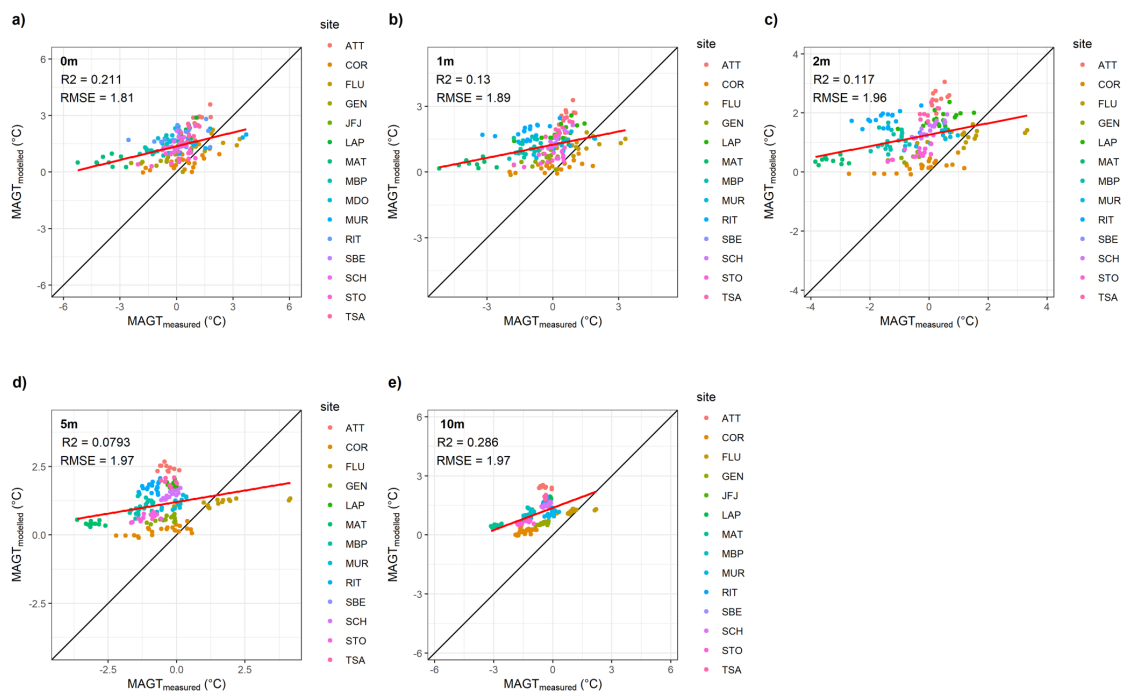 a)
0m
R2 = 0.211
RMSE = 1.81
MAGTmodelled (°C)
6
3
0
-3
-6
-6
-3
0
3
6
MAGTmeasured (°C)
site
ATT
COR
FLU
GEN
JFJ
LAP
MAT
MBP
MDO
MUR
RIT
SBE
SCH
STO
TSA
b)
1m
R2 = 0.13
RMSE = 1.89
MAGTmodelled (°C)
3
0
-3
-3
0
3
MAGTmeasured (°C)
site
ATT
COR
FLU
GEN
LAP
MAT
MBP
MUR
RIT
SBE
SCH
STO
TSA
c)
2m
R2 = 0.117
RMSE = 1.96
MAGTmodelled (°C)
4
2
0
-2
-4
-4
-2
0
2
4
MAGTmeasured (°C)
site
ATT
COR
FLU
GEN
LAP
MAT
MBP
MUR
RIT
SBE
SCH
STO
TSA
d)
5m
R2 = 0.0793
RMSE = 1.97
MAGTmodelled (°C)
2.5
0.0
-2.5
-2.5
0.0
2.5
MAGTmeasured (°C)
site
ATT
COR
FLU
GEN
LAP
MAT
MBP
MUR
RIT
SBE
SCH
STO
TSA
e)
10m
R2 = 0.286
RMSE = 1.97
MAGTmodelled (°C)
6
3
0
-3
-6
-6
-3
0
3
6
MAGTmeasured (°C)
site
ATT
COR
FLU
GEN
JFJ
LAP
MAT
MBP
MUR
RIT
SBE
SCH
STO
TSA